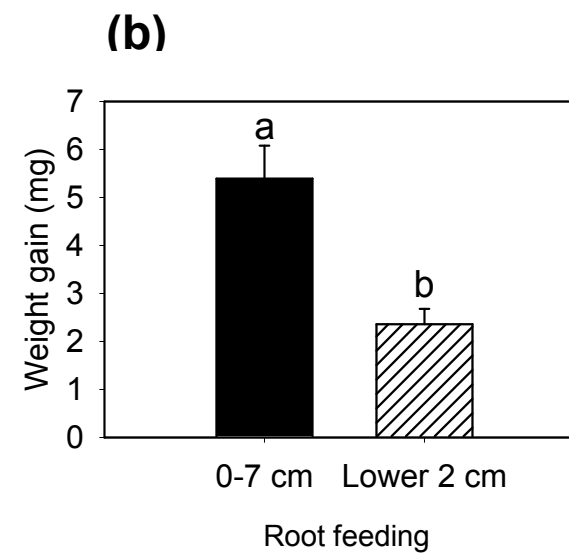 (b)
7
6
5
4
3
2
1
0
Weight gain (mg)
a
b
0-7 cm
Lower 2 cm
Root feeding